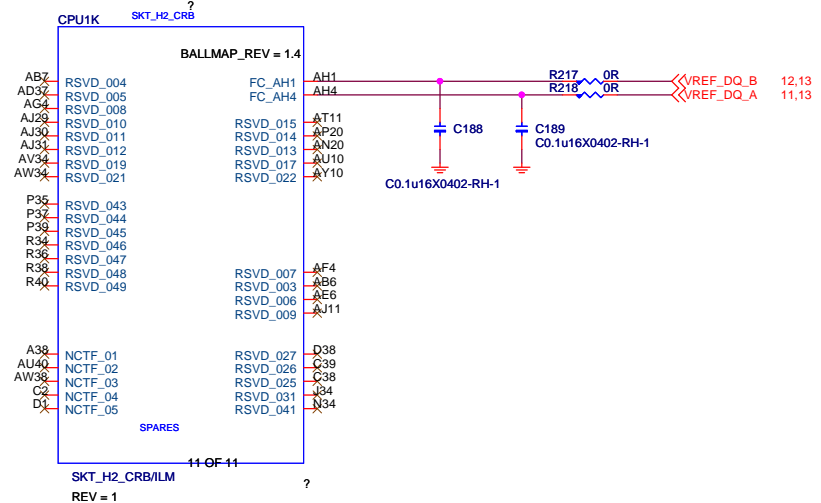 ?
CPU1K SKT_H2_CRB
BALLMAP_REV = 1.4
AB7 RSVD_004 FC_AH1 AH1 R217 0R VREF_DQ_B 12,13
AD37 RSVD_005 FC_AH4 AH4 R218 0R VREF_DQ_A 11,13
AG4 RSVD_008
AJ29 RSVD_010 RSVD_015 AT11
AJ30 RSVD_011 RSVD_014 AP20 C188 C189
AJ31 RSVD_012 RSVD_013 AN20 C0.1u16X0402-RH-1
AV34 RSVD_019 RSVD_017 AU10
AW34 RSVD_021 RSVD_022 AY10
C0.1u16X0402-RH-1
P35 RSVD_043
P37 RSVD_044
P39 RSVD_045
R34 RSVD_046
R36 RSVD_047
R38 RSVD_048 RSVD_007 AF4
R40 RSVD_049 RSVD_003 AB6
RSVD_006 AE6
RSVD_009 AJ11
A38 NCTF_01 RSVD_027 D38
AU40 NCTF_02 RSVD_026 C39
AW38 NCTF_03 RSVD_025 C38
C2 NCTF_04 RSVD_031 J34
D1 NCTF_05 RSVD_041 N34
SPARES
11 OF 11
SKT_H2_CRB/ILM
?
REV = 1